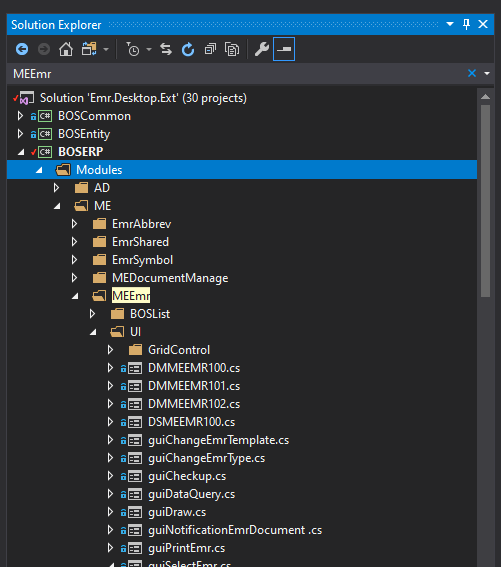 Solution Explorer
MEEmr
Solution 'Emr.Desktop.Ext' (30 projects)
C# BOSCommon
C# BOSEntity
C# BOSERP
Modules
AD
ME
EmrAbbrev
EmrShared
EmrSymbol
MEDocumentManage
MEEmr
BOSList
UI
GridControl
DMMEEMR100.cs
DMMEEMR101.cs
DMMEEMR102.cs
DSMEEMR100.cs
guiChangeEmrTemplate.cs
guiChangeEmrType.cs
guiCheckup.cs
guiDataQuery.cs
guiDraw.cs
guiNotificationEmrDocument .cs
guiPrintEmr.cs
guiSelectEmr.cs